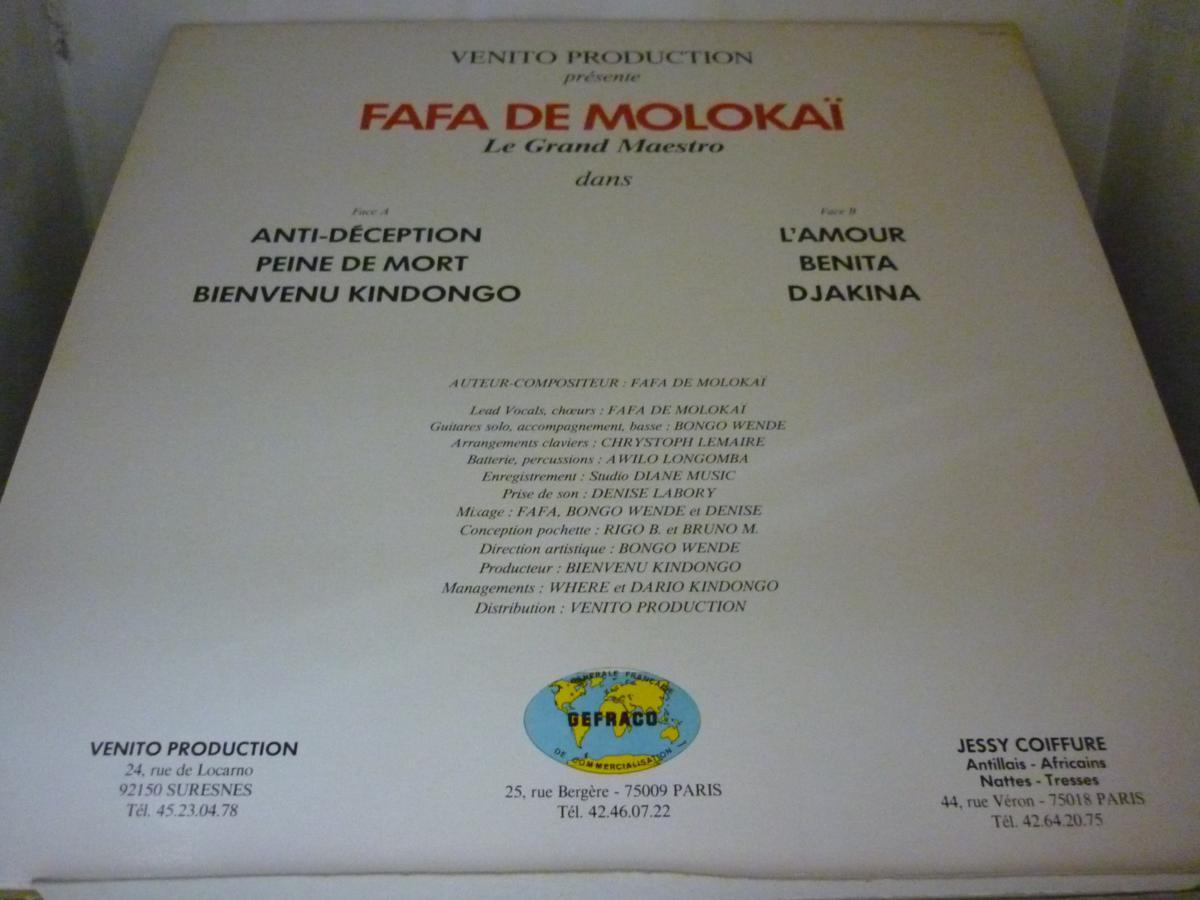 VENITO PRODUCTION
présente
FAFA DE MOLOKAÏ
Le Grand Maestro
dans
Face A
ANTI-DÉCEPTION
PEINE DE MORT
BIENVENU KINDONGO
Face B
L'AMOUR
BENITA
DJAKINA
AUTEUR-COMPOSITEUR : FAFA DE MOLOKAÏ
Lead Vocals, chœurs : FAFA DE MOLOKAÏ
Guitares solo, accompagnement, basse : BONGO WENDE
Arrangements claviers : CHRYSTOPH LEMAIRE
Batterie, percussions : AWILO LONGOMBA
Enregistrement : Studio DIANE MUSIC
Prise de son : DENISE LABORY
Mixage : FAFA, BONGO WENDE et DENISE
Conception pochette : RIGO B. et BRUNO M.
Direction artistique : BONGO WENDE
Producteur : BIENVENU KINDONGO
Managements : WHERE et DARIO KINDONGO
Distribution : VENITO PRODUCTION
VENITO PRODUCTION
24, rue de Locarno
92150 SURESNES
Tél. 45.23.04.78
GENERALE FRANÇAISE
GEFRACO
DE COMMERCIALISATION
25, rue Bergère - 75009 PARIS
Tél. 42.46.07.22
JESSY COIFFURE
Antillais - Africains
Nattes - Tresses
44, rue Véron - 75018 PARIS
Tél. 42.64.20.75